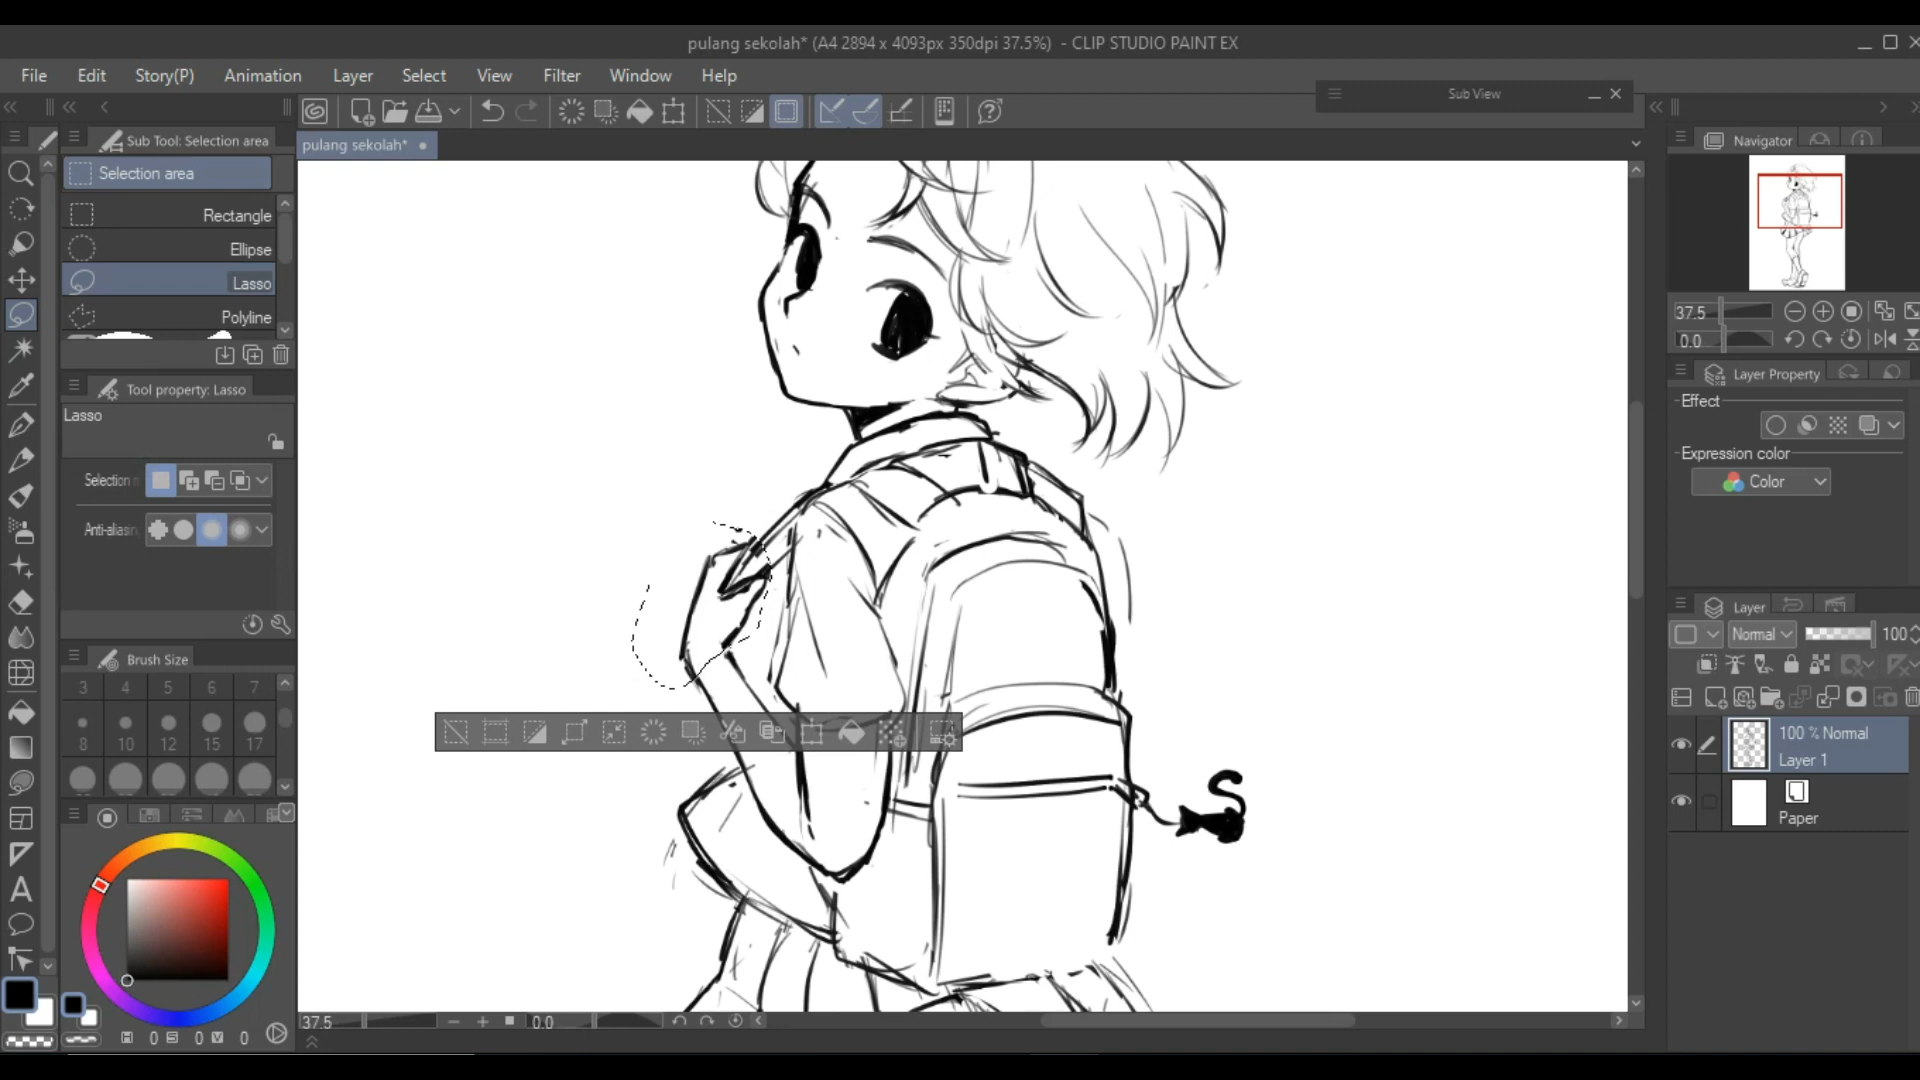 pulang sekolah* (A4 2894 x 4093px 350dpi 37.5%) - CLIP STUDIO PAINT EX
File Edit Story(P) Animation Layer Select View Filter Window Help
Sub View
Sub Tool: Selection area
pulang sekolah*
Navigator
Selection area
Rectangle
Ellipse
Lasso
Polyline
37.5
0.0
Tool property: Lasso
Layer Property
Lasso
Effect
Expression color
Selection
Color
Anti-aliasin
Layer
Normal 100
Brush Size
3 4 5 6 7
8 10 12 15 17
100 % Normal
Layer 1
Paper
S
A
37.5 0.0
H 0 S 0 V 0